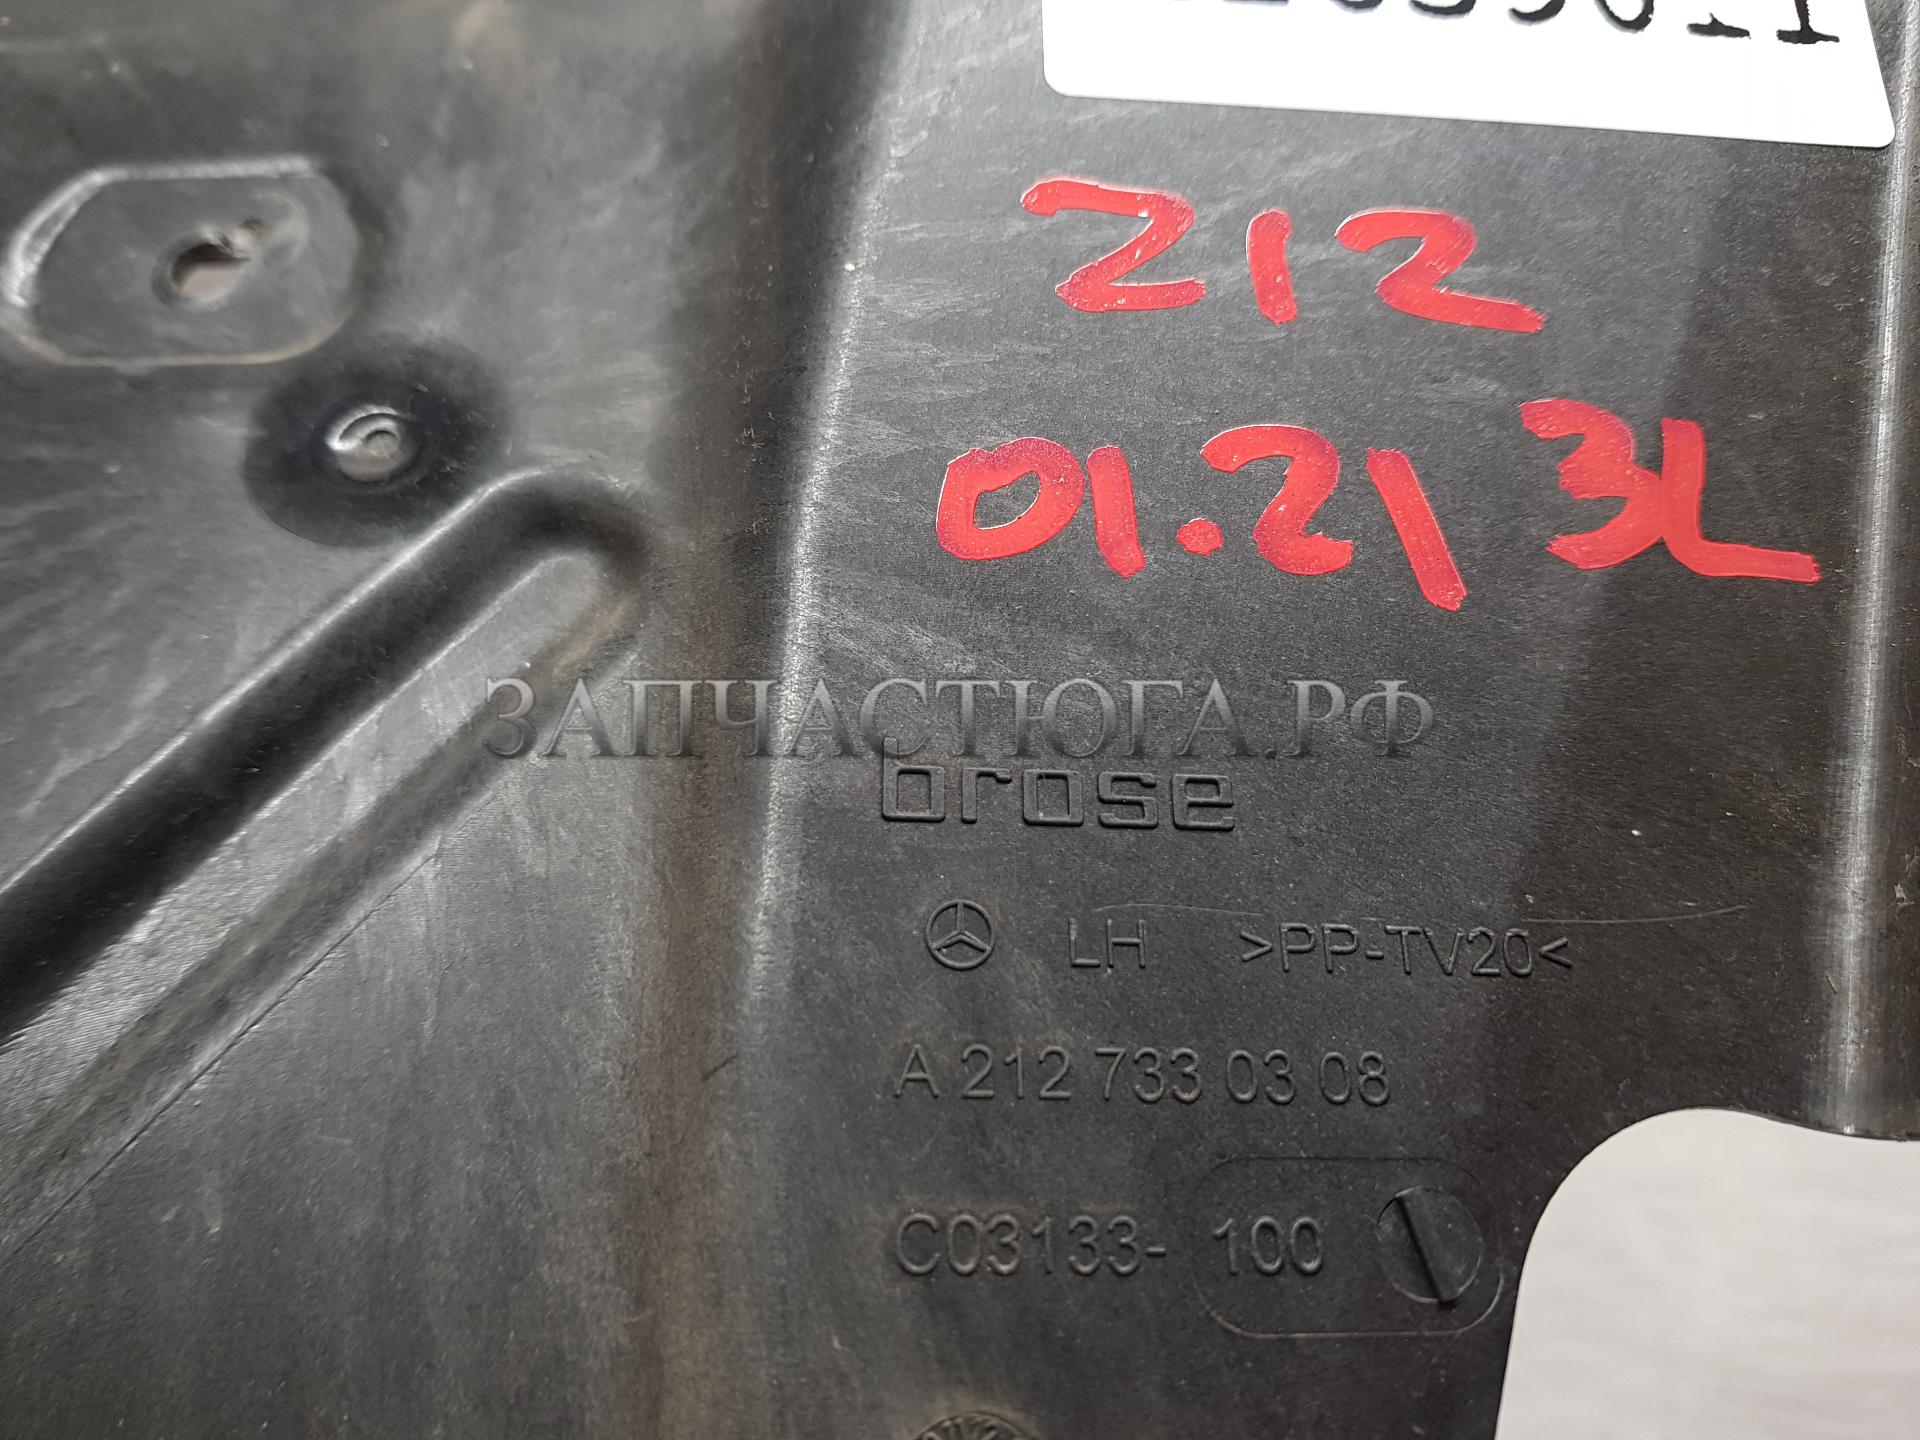 212
01.21 3L
ЗАПЧАСТЮГА.РФ
brose
LH >PP-TV20<
A 212 733 03 08
C03133- 100